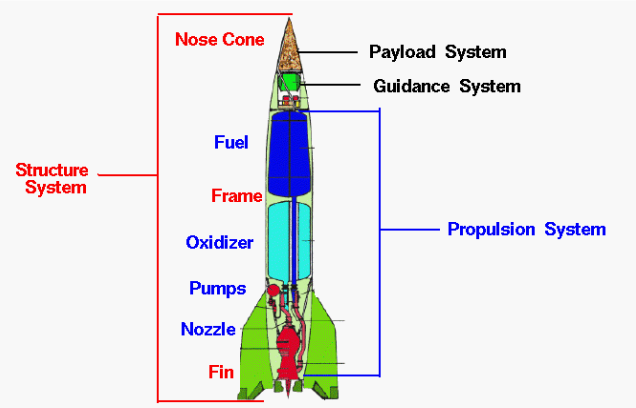 Nose Cone
Payload System
Guidance System
Fuel
Structure
System
Frame
Propulsion System
Oxidizer
Pumps
Nozzle
Fin